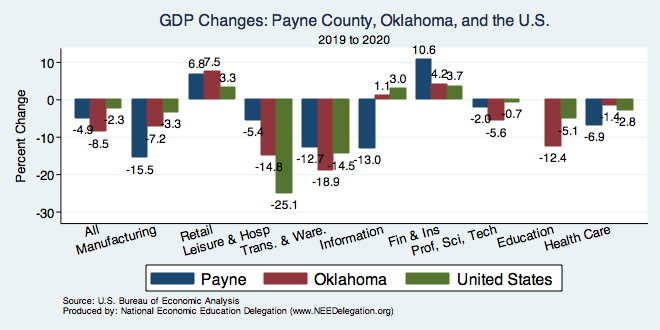 GDP Changes: Payne County, Oklahoma, and the U.S.
2019 to 2020
Percent Change
10
0
-10
-20
-30
-4.9 -8.5 -2.3
-15.5 -7.2 -3.3
6.8 7.5 3.3
-5.4 -14.8 -25.1
-12.7 -18.9 -14.5
-13.0 1.1 3.0
10.6 4.2 3.7
-2.0 -5.6 -0.7
-12.4 -5.1
-6.9 -1.4 -2.8
All
Manufacturing
Retail
Leisure & Hosp
Trans. & Ware.
Information
Fin & Ins
Prof, Sci, Tech
Education
Health Care
Payne Oklahoma United States
Source: U.S. Bureau of Economic Analysis
Produced by: National Economic Education Delegation (www.NEEDelegation.org)